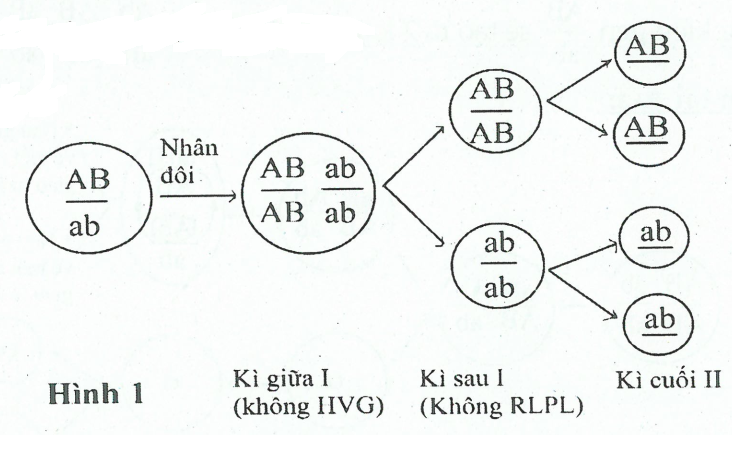 AB
ab
Nhân
dôi
AB ab
AB ab
AB
AB
ab
ab
AB
AB
ab
ab
Hình 1
Kì giữa I
(không HVG)
Kì sau I
(Không RLPL)
Kì cuối II